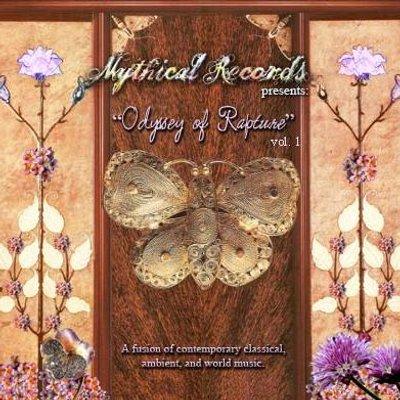 Mythical Records
presents:
"Odyssey of Rapture"
vol. 1
A fusion of contemporary classical,
ambient, and world music.